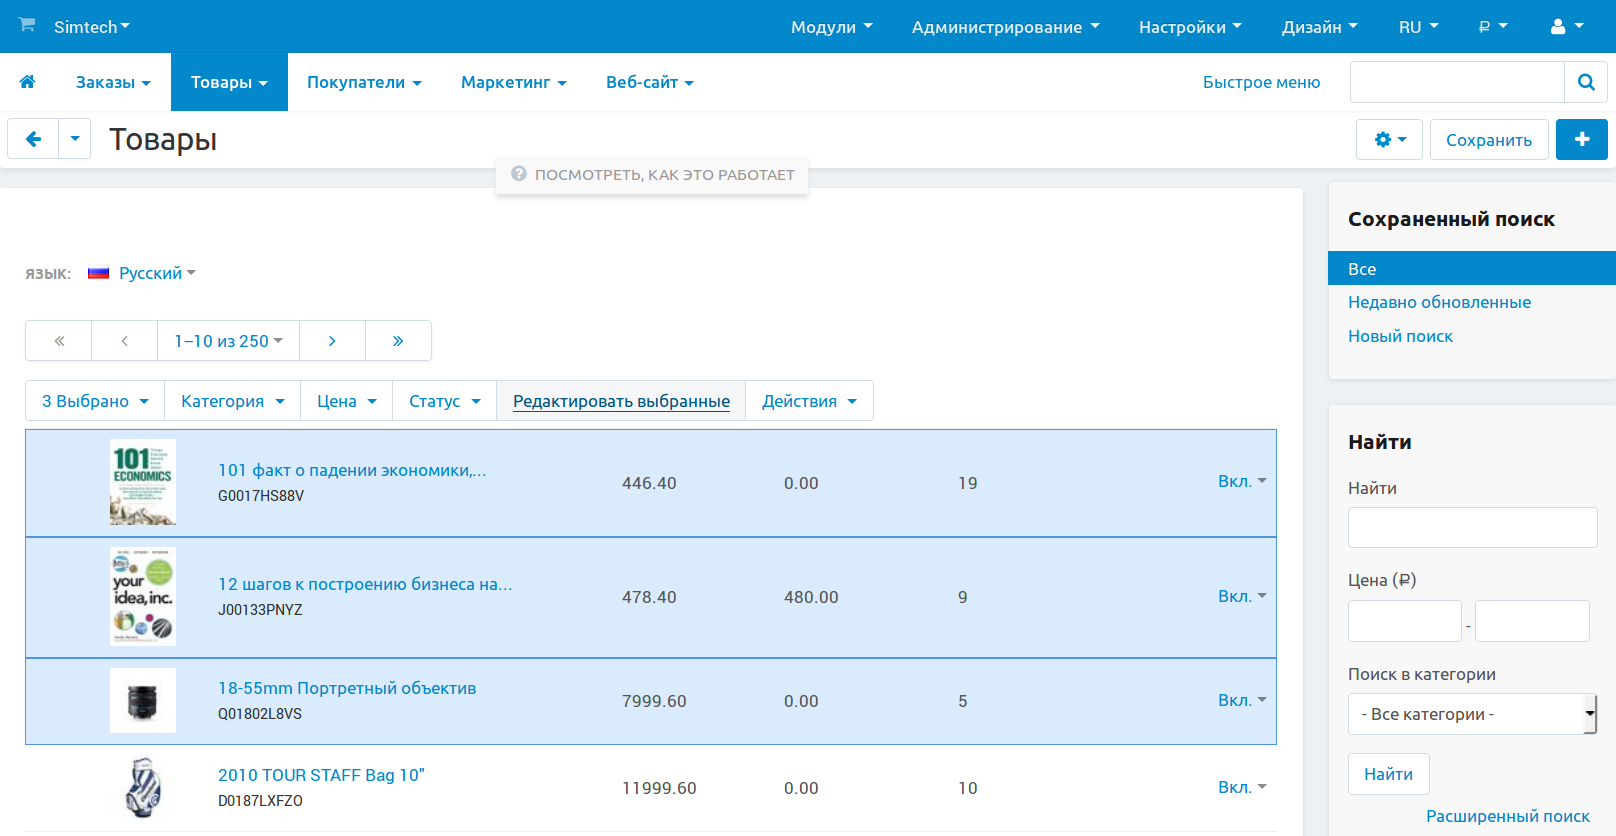 Simtech
Модули
Администрирование
Настройки
Дизайн
RU
₽
Заказы
Товары
Покупатели
Маркетинг
Веб-сайт
Быстрое меню
Товары
Сохранить
ПОСМОТРЕТЬ, КАК ЭТО РАБОТАЕТ
ЯЗЫК:
Русский
« ‹ 1–10 из 250 › »
3 Выбрано
Категория
Цена
Статус
Редактировать выбранные
Действия
101 ECONOMICS
101 факт о падении экономики,...
G0017HS88V
446.40
0.00
19
Вкл.
your idea, inc.
12 шагов к построению бизнеса на...
J00133PNYZ
478.40
480.00
9
Вкл.
18-55mm Портретный объектив
Q01802L8VS
7999.60
0.00
5
Вкл.
2010 TOUR STAFF Bag 10"
D0187LXFZO
11999.60
0.00
10
Вкл.
Сохраненный поиск
Все
Недавно обновленные
Новый поиск
Найти
Найти
Цена (₽)
-
Поиск в категории
- Все категории -
Найти
Расширенный поиск